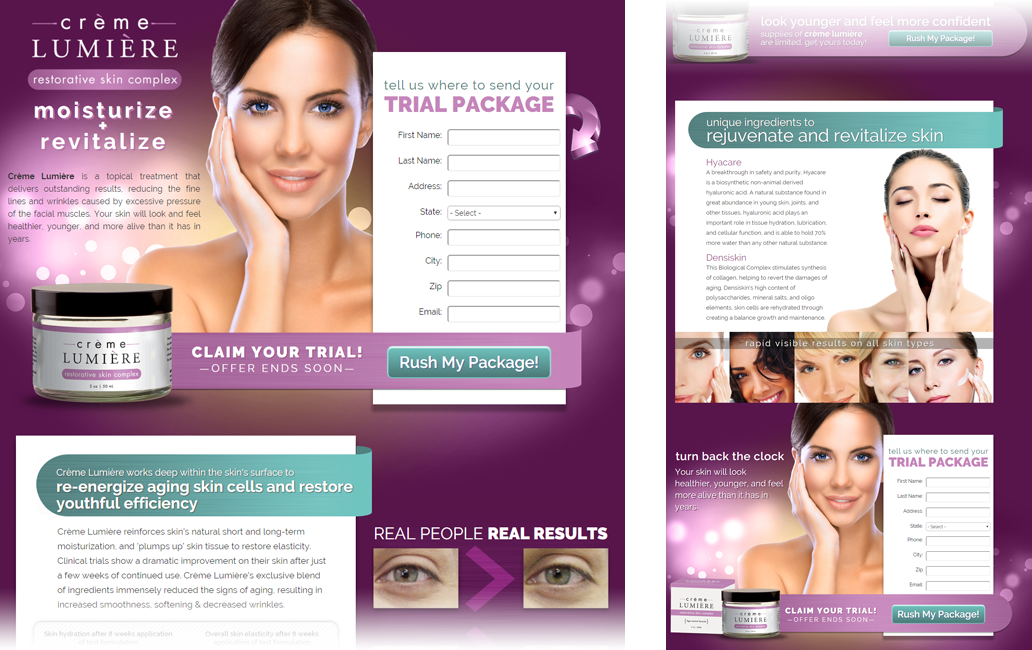 crème
LUMIÈRE
restorative skin complex
moisturize
+
revitalize
Crème Lumière is a topical treatment that
delivers outstanding results, reducing the fine
lines and wrinkles caused by excessive pressure
of the facial muscles. Your skin will look and feel
healthier, younger, and more alive than it has in
years.
tell us where to send your
TRIAL PACKAGE
First Name:
Last Name:
Address:
State:
- Select -
Phone:
City:
Zip
Email:
crème
LUMIÈRE
restorative skin complex
2 oz | 50 ml
CLAIM YOUR TRIAL!
—OFFER ENDS SOON—
Rush My Package!
Crème Lumière works deep within the skin's surface to
re-energize aging skin cells and restore
youthful efficiency
Crème Lumière reinforces skin's natural short and long-term
moisturization, and 'plumps up' skin tissue to restore elasticity.
Clinical trials show a dramatic improvement on their skin after just
a few weeks of continued use. Crème Lumière's exclusive blend
of ingredients immensely reduced the signs of aging, resulting in
increased smoothness, softening & decreased wrinkles.
Skin hydration after 8 weeks application
Overall skin elasticity after 8 weeks
REAL PEOPLE REAL RESULTS
LUMIÈRE
look younger and feel more confident
supplies of crème lumière
are limited, get yours today!
Rush My Package!
unique ingredients to
rejuvenate and revitalize skin
Hyacare
A breakthrough in safety and purity. Hyacare
is a biosynthetic non-animal derived
hyaluronic acid. A natural substance found in
great abundance in young skin, joints, and
other tissues, hyaluronic acid plays an
important role in tissue hydration, lubrication,
and cellular function, and is able to hold 70%
more water than any other natural substance.
Densiskin
This Biological Complex stimulates synthesis
of collagen, helping to revert the damages of
aging. Densiskin's high content of
polysaccharides, mineral salts, and oligo
elements, skin cells are rehydrated through
creating a balance growth and maintenance.
rapid visible results on all skin types
turn back the clock
Your skin will look
healthier, younger, and feel
more alive than it has in
years.
tell us where to send your
TRIAL PACKAGE
First Name:
Last Name:
Address:
State:
- Select -
Phone:
City:
Zip
Email:
crème
LUMIÈRE
crème
LUMIÈRE
CLAIM YOUR TRIAL!
—OFFER ENDS SOON—
Rush My Package!